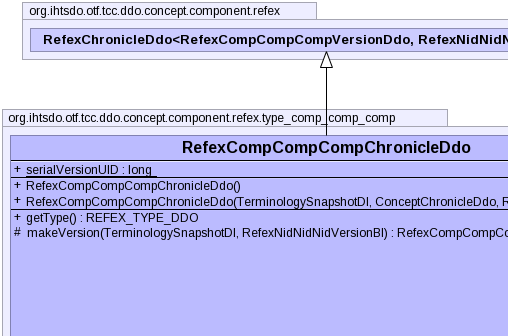 org.ihtsdo.otf.tcc.ddo.concept.component.refex
RefexChronicleDdo<RefexCompCompCompVersionDdo, RefexNidNidN
org.ihtsdo.otf.tcc.ddo.concept.component.refex.type_comp_comp_comp
RefexCompCompCompChronicleDdo
+ serialVersionUID : long
+ RefexCompCompCompChronicleDdo()
+ RefexCompCompCompChronicleDdo(TerminologySnapshotDI, ConceptChronicleDdo, R
+ getType() : REFEX_TYPE_DDO
# makeVersion(TerminologySnapshotDI, RefexNidNidNidVersionBI) : RefexCompCompCo